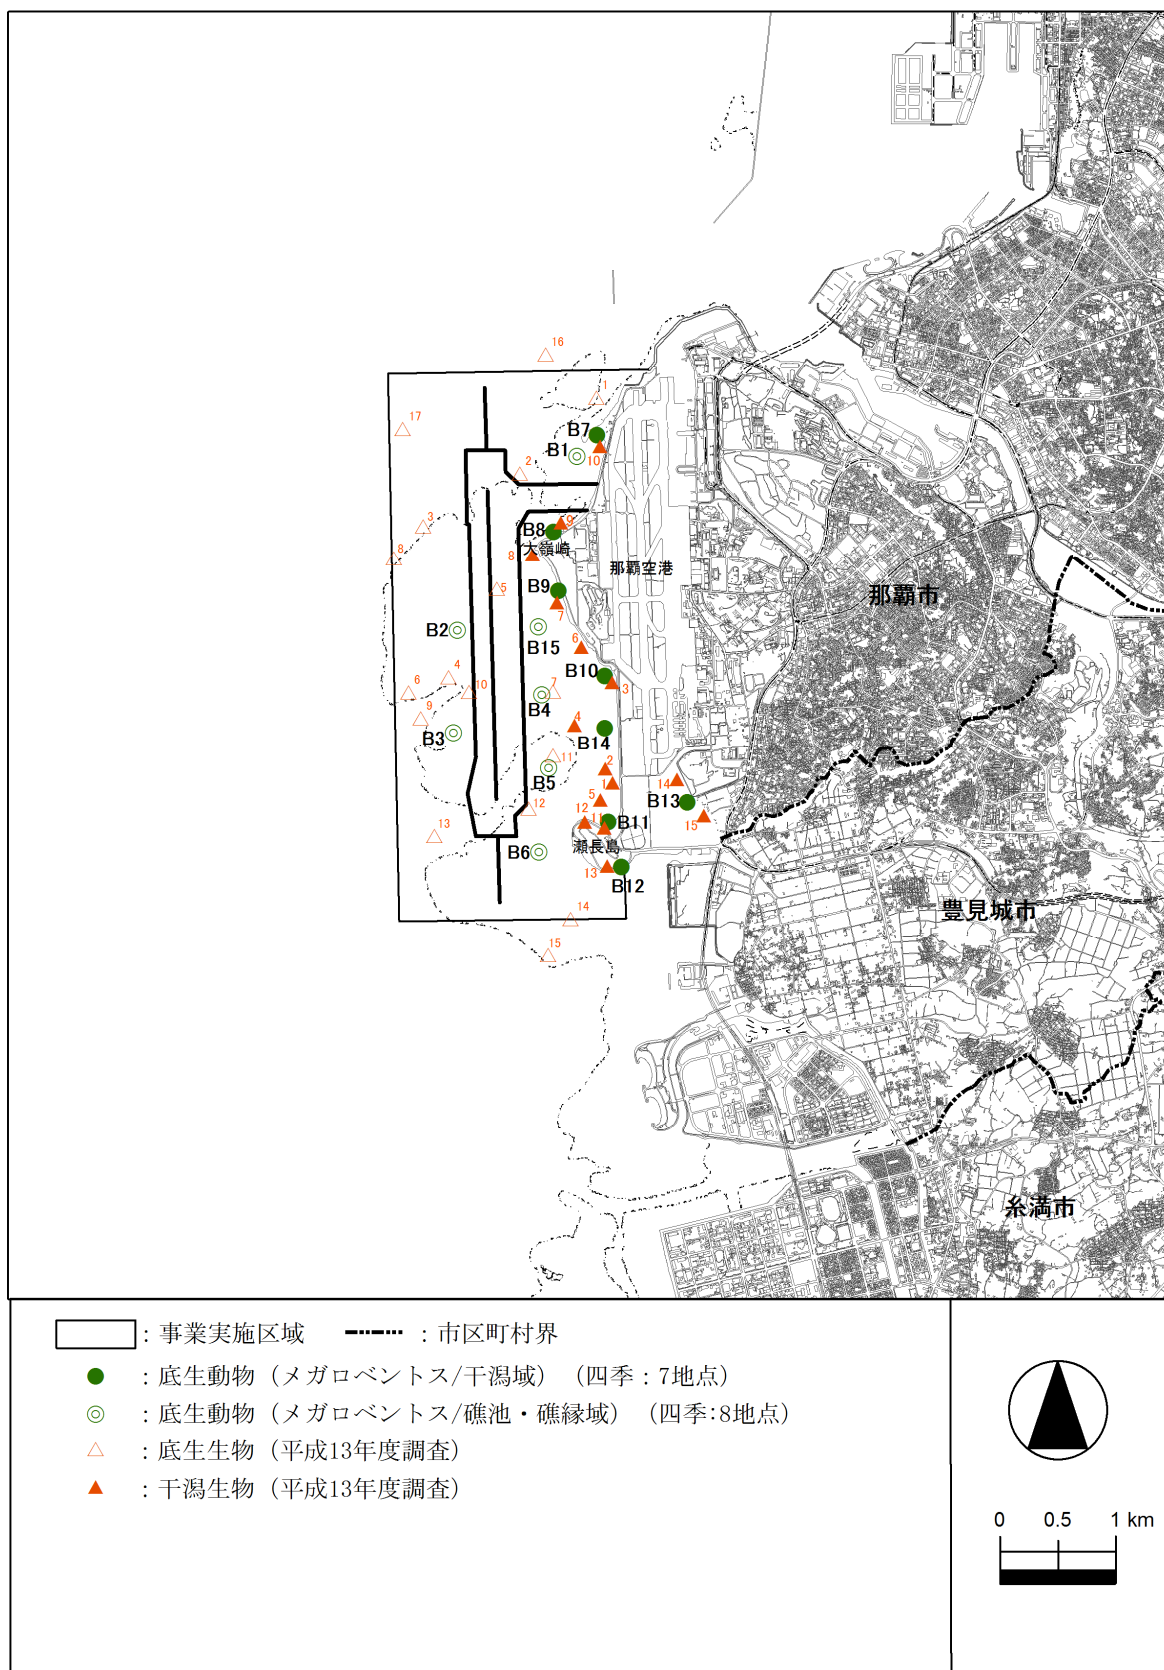 16
1
17
B7
B1
10
2
3
9
B8
大嶺崎
8
8
那覇空港
5
B9
那覇市
7
B2
B15
6
4
B10
6
10
7
3
B4
9
4
B3
B14
11
2
B5
1
14
5
B13
12
12
11
B11
15
13
瀬長島
B6
13
B12
14
豊見城市
15
糸満市
:事業実施区域 :市区町村界
:底生動物(メガロベントス/干潟域)(四季:7地点)
:底生動物(メガロベントス/礁池・礁縁域)(四季:8地点)
:底生生物(平成13年度調査)
:干潟生物(平成13年度調査)
0 0.5 1 km